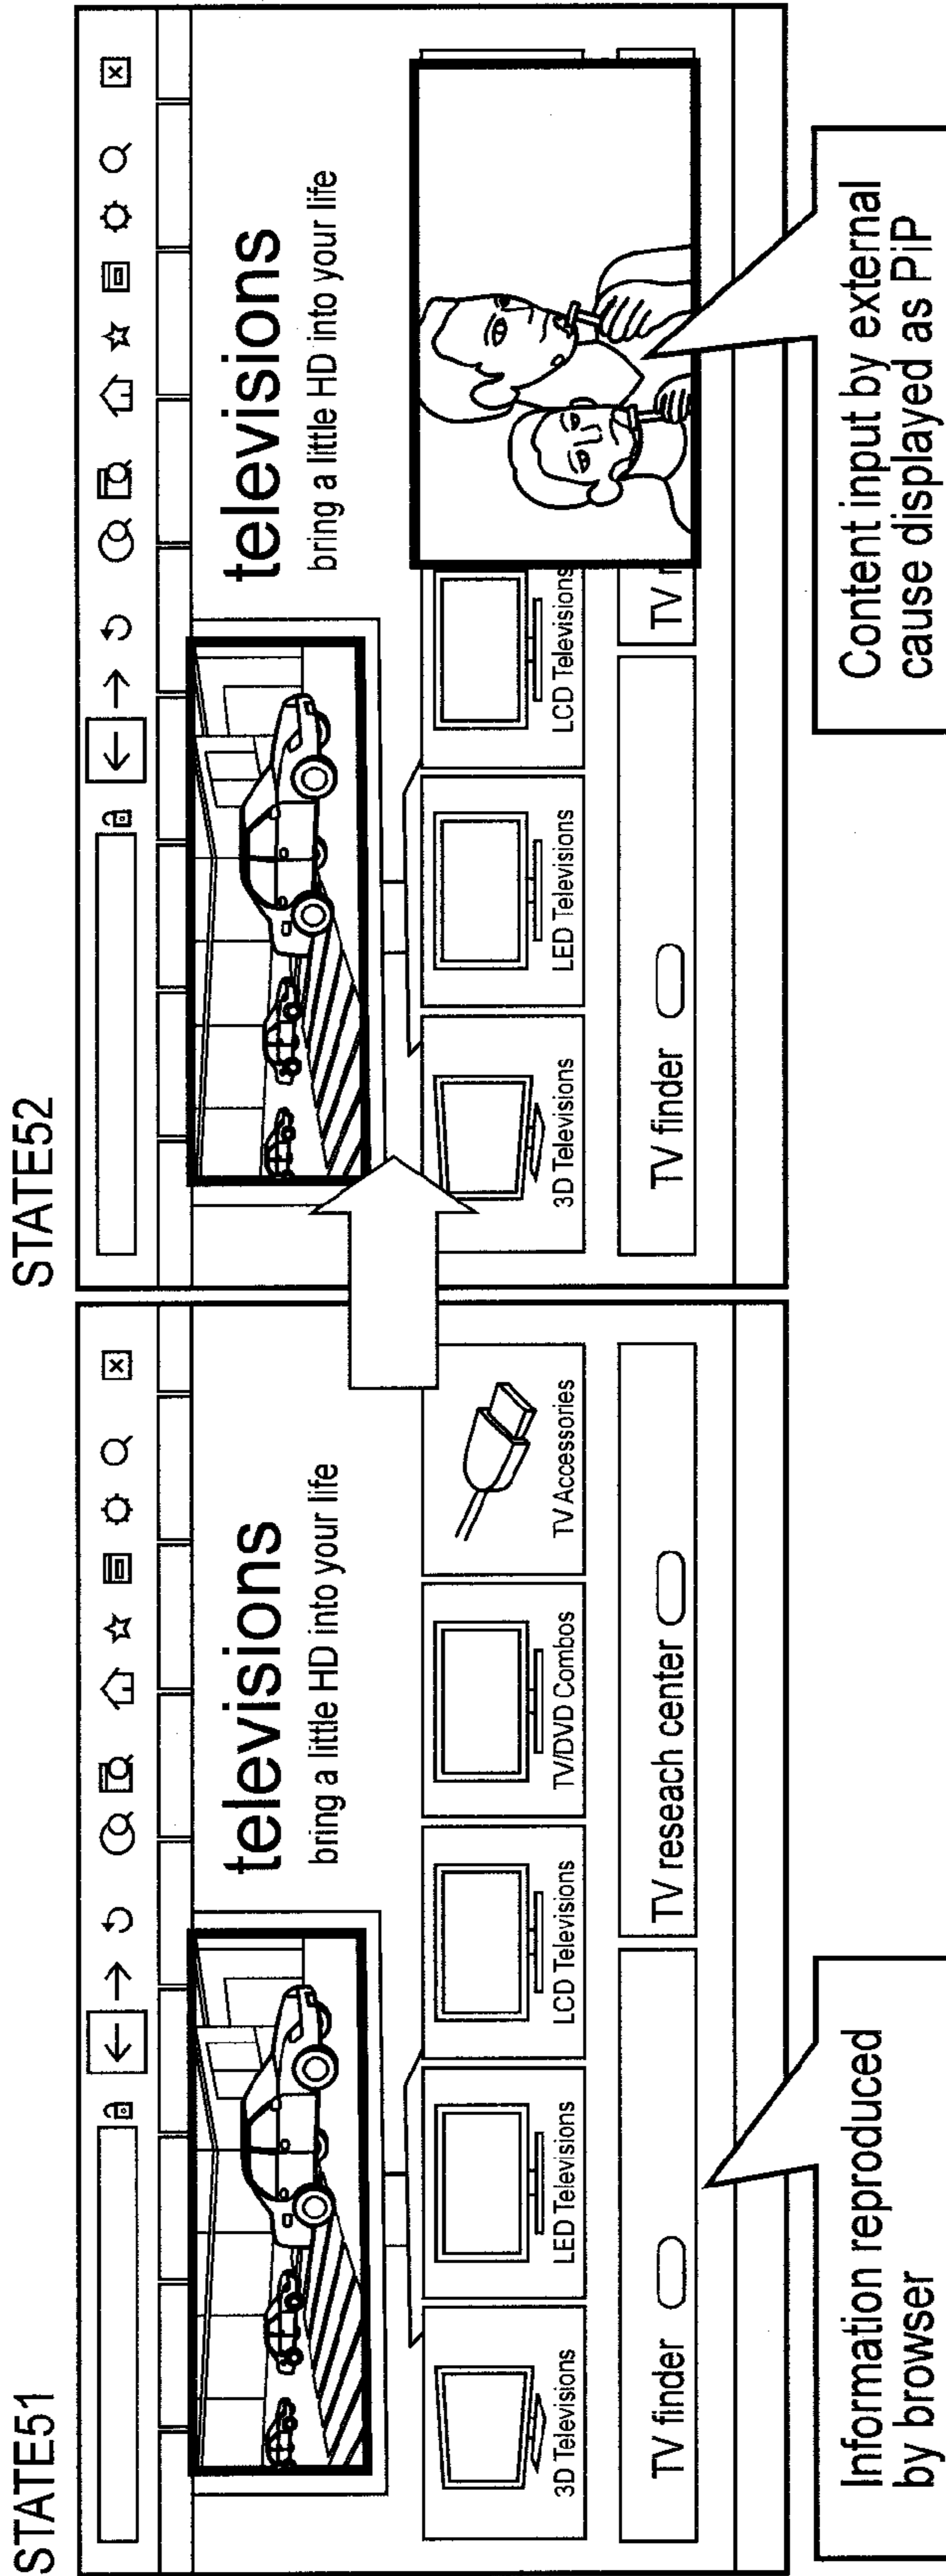 STATE51
televisions
bring a little HD into your life
3D Televisions
LED Televisions
LCD Televisions
TV/DVD Combos
TV Accessories
TV finder
TV reseach center
Information reproduced
by browser
STATE52
televisions
bring a little HD into your life
3D Televisions
LED Televisions
LCD Televisions
TV finder
TV r
Content input by external
cause displayed as PiP